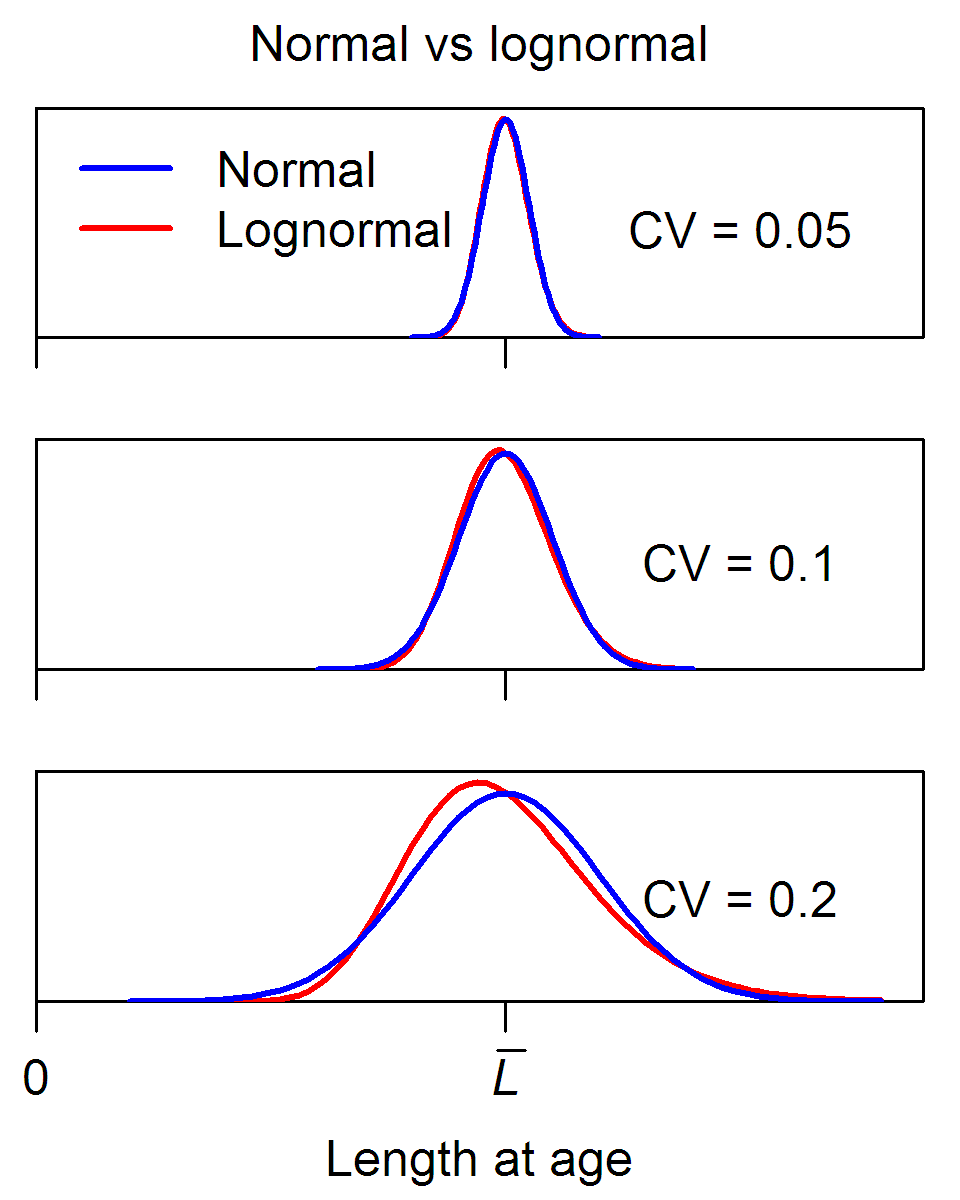 Normal vs lognormal
Normal
Lognormal
CV = 0.05
CV = 0.1
CV = 0.2
0
L̅
Length at age